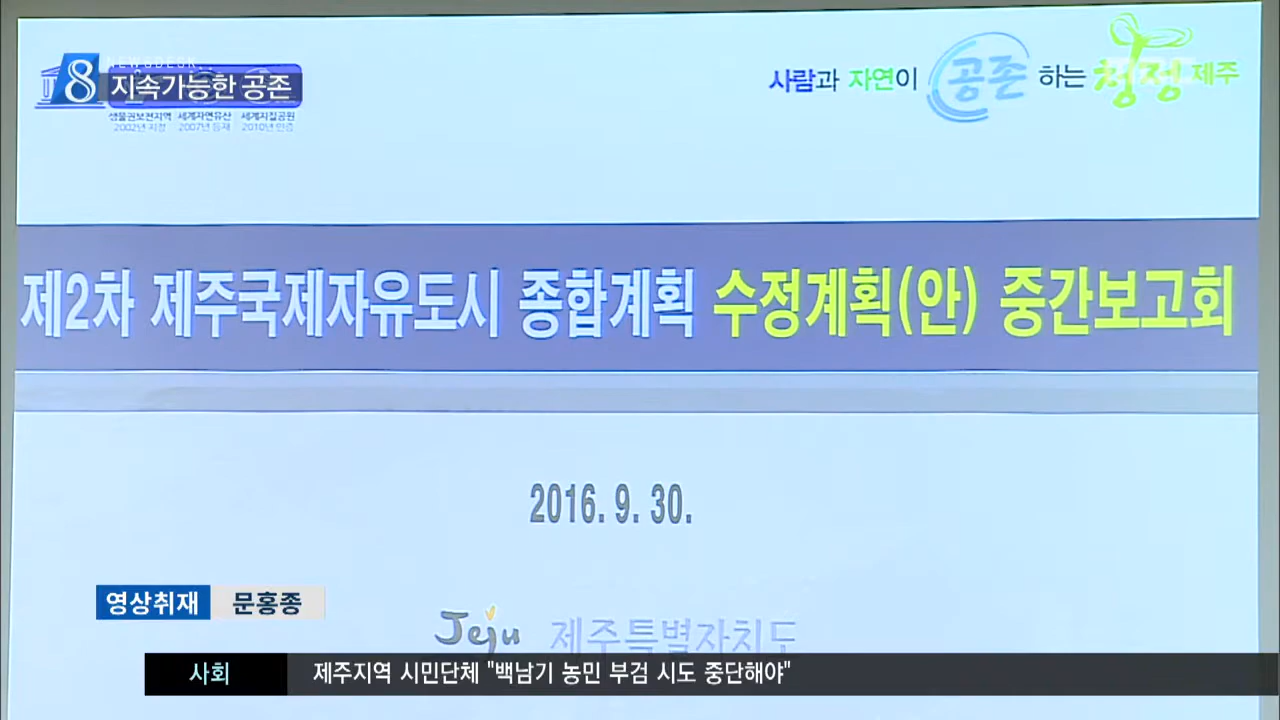 NEWSDESK
8 지속가능한 공존
생물권보전지역 세계자연유산 세계지질공원
2002년 지정 2007년 등재 2010년 인증
사람과 자연이 공존 하는 청정 제주
제2차 제주국제자유도시 종합계획 수정계획(안) 중간보고회
2016. 9. 30.
영상취재 문홍종
Jeju 제주특별자치도
사회 제주지역 시민단체 "백남기 농민 부검 시도 중단해야"